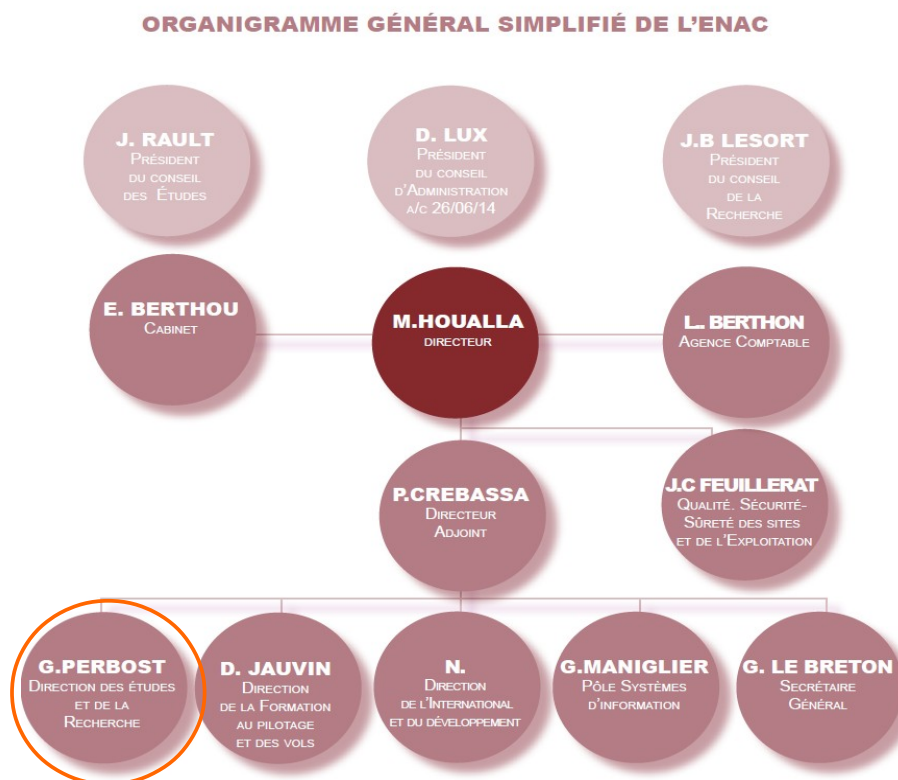 ORGANIGRAMME GÉNÉRAL SIMPLIFIÉ DE L'ENAC
J. RAULT
PRÉSIDENT
DU CONSEIL
DES ÉTUDES
D. LUX
PRÉSIDENT
DU CONSEIL
D'ADMINISTRATION
A/C 26/06/14
J.B LESORT
PRÉSIDENT
DU CONSEIL
DE LA
RECHERCHE
E. BERTHOU
CABINET
M.HOUALLA
DIRECTEUR
L.. BERTHON
AGENCE COMPTABLE
P.CREBASSA
DIRECTEUR
ADJOINT
J.C FEUILLERAT
QUALITÉ. SÉCURITÉ-
SÛRETÉ DES SITES
ET DE L'EXPLOITATION
G.PERBOST
DIRECTION DES ÉTUDES
ET DE LA
RECHERCHE
D. JAUVIN
DIRECTION
DE LA FORMATION
AU PILOTAGE
ET DES VOLS
N.
DIRECTION
DE L'INTERNATIONAL
ET DU DÉVELOPPEMENT
G.MANIGLIER
PÔLE SYSTÈMES
D'INFORMATION
G. LE BRETON
SECRÉTAIRE
GÉNÉRAL